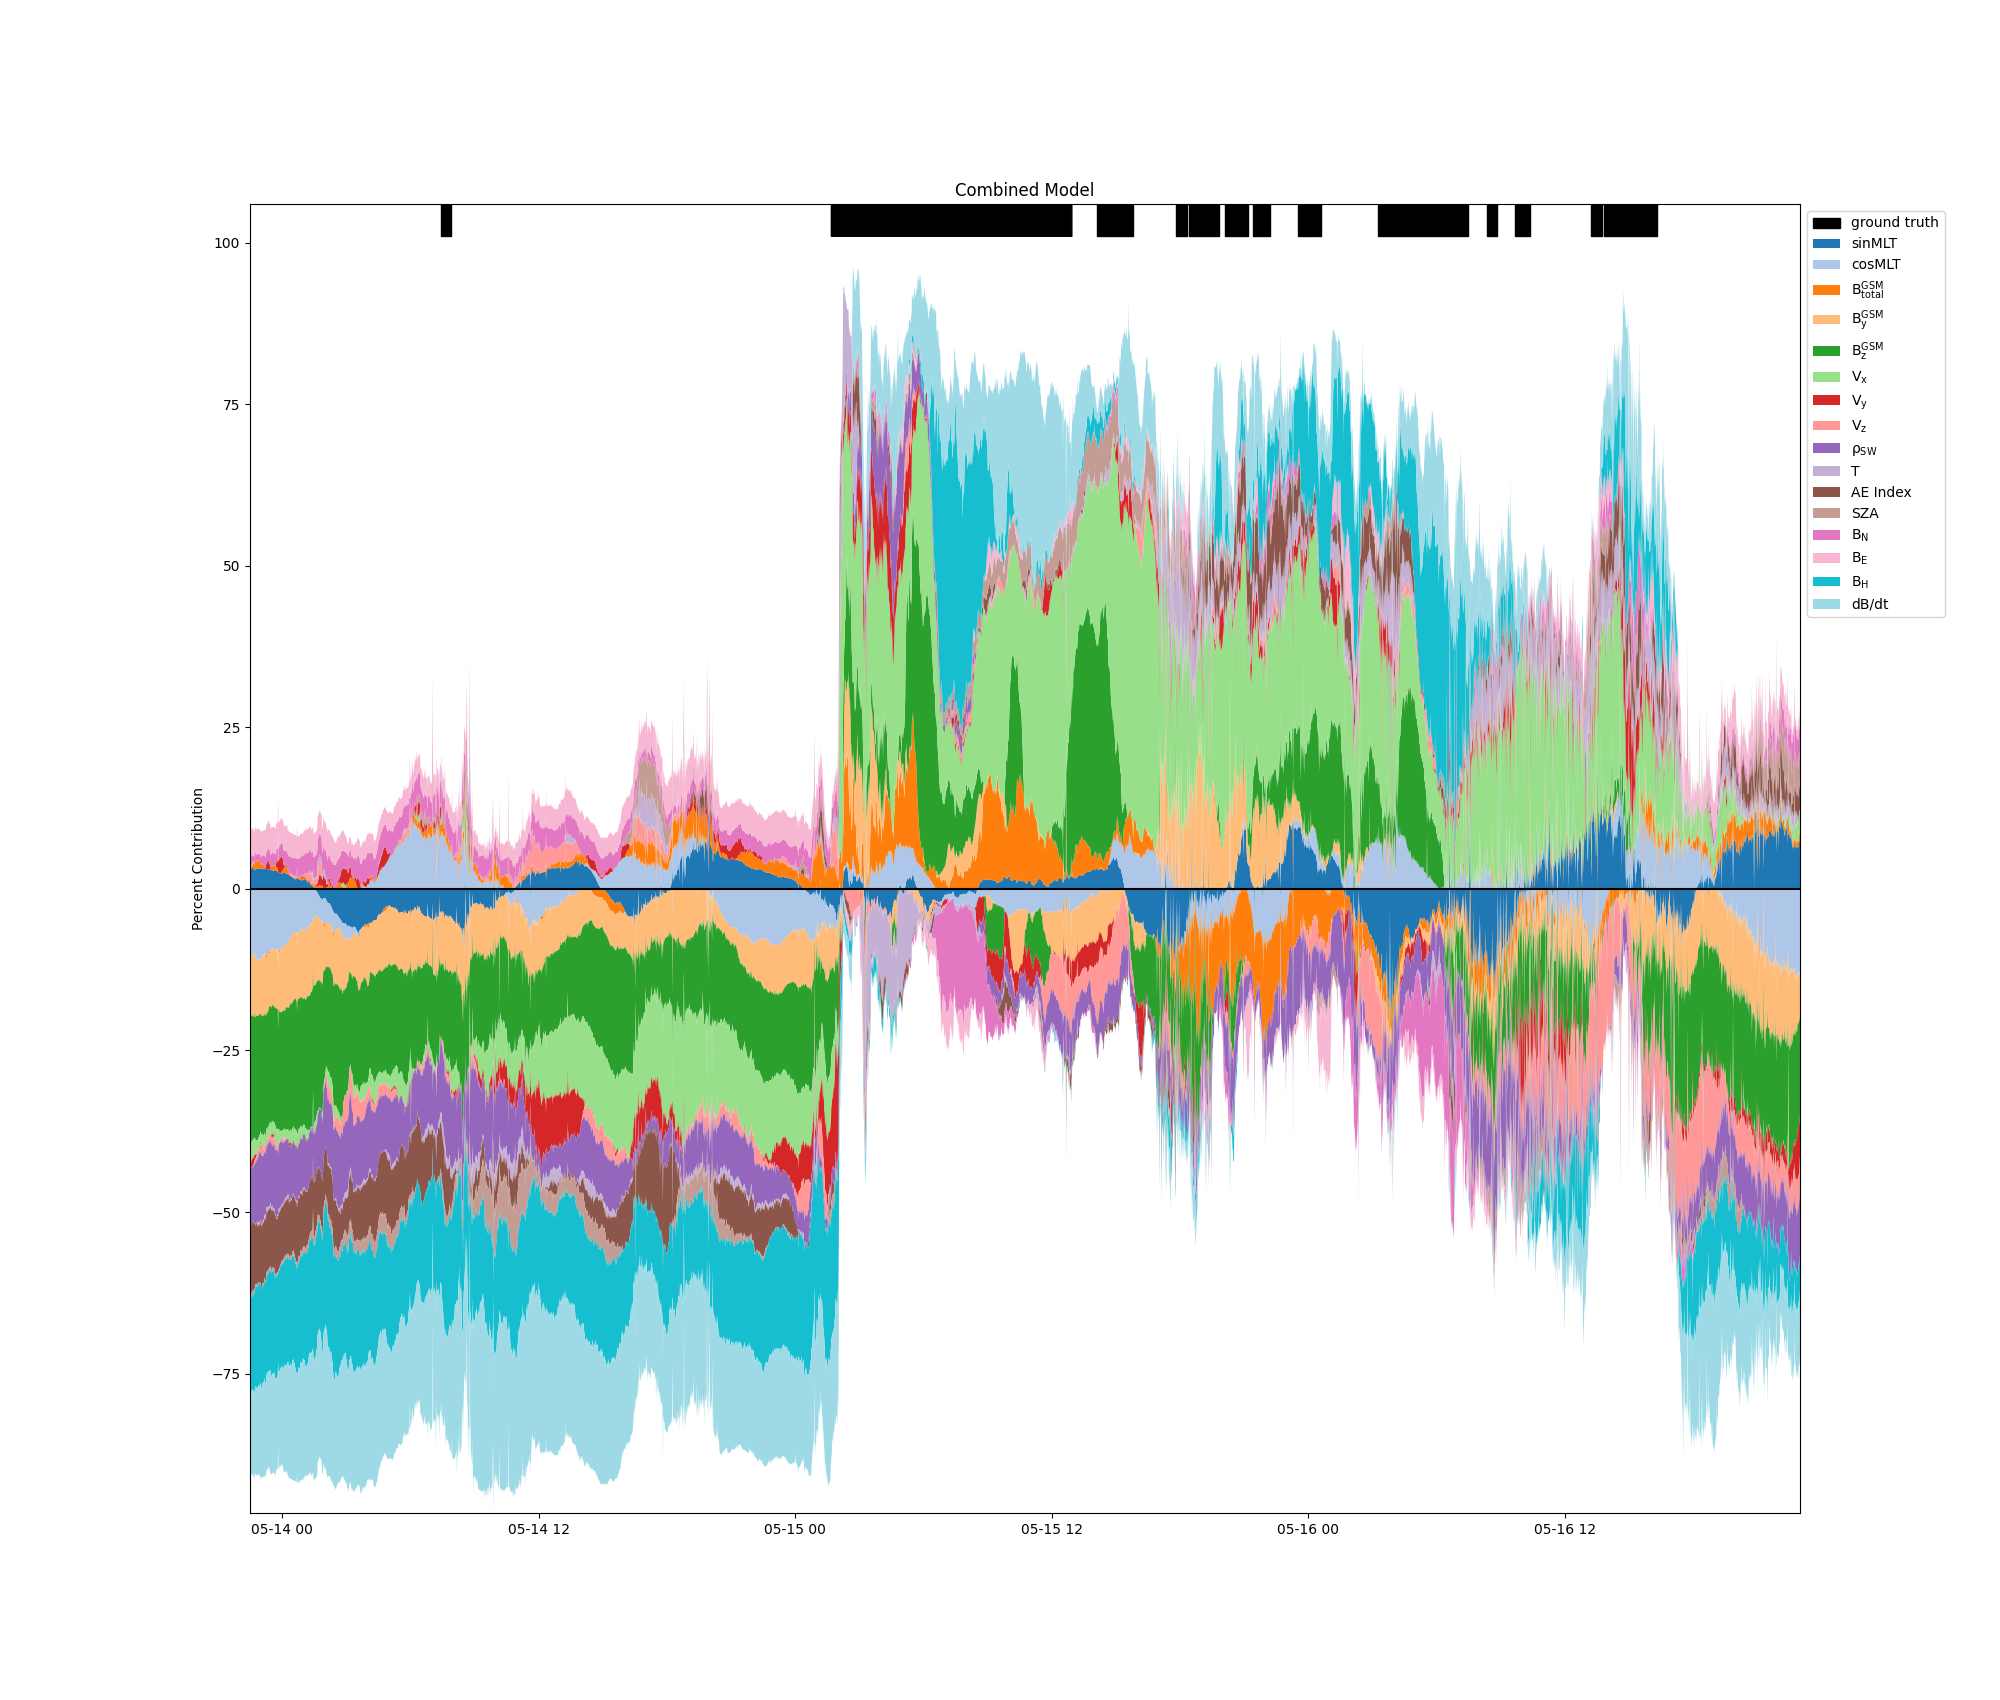 Combined Model
Percent Contribution
100
75
50
25
0
−25
−50
−75
05-14 00
05-14 12
05-15 00
05-15 12
05-16 00
05-16 12
ground truth
sinMLT
cosMLT
B_total^GSM
B_y^GSM
B_z^GSM
V_x
V_y
V_z
ρ_SW
T
AE Index
SZA
B_N
B_E
B_H
dB/dt